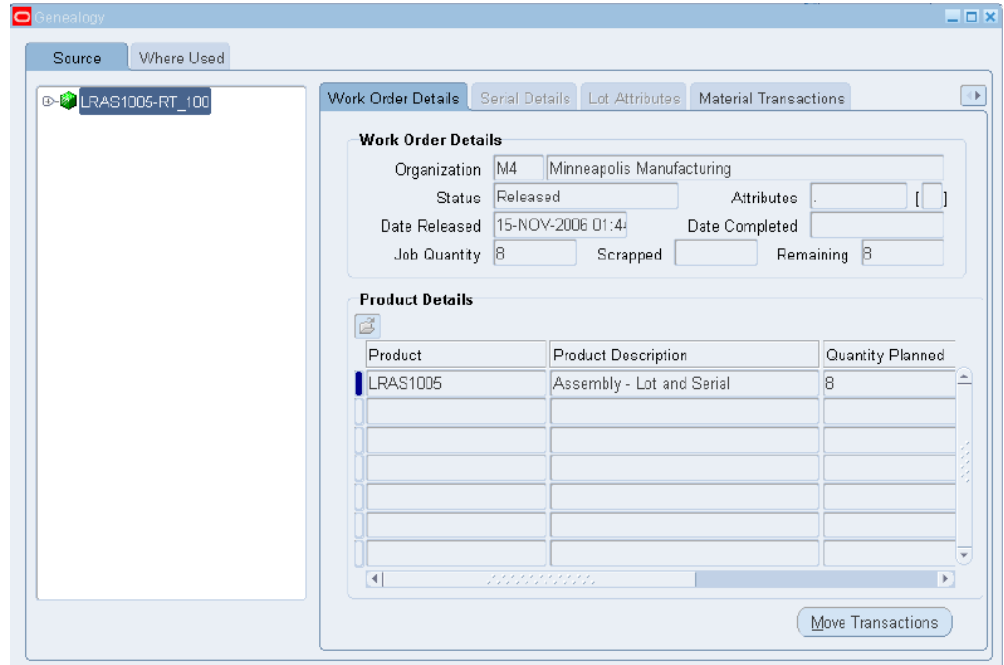 Genealogy
Source Where Used
LRAS1005-RT_100
Work Order Details Serial Details Lot Attributes Material Transactions
Work Order Details
Organization M4 Minneapolis Manufacturing
Status Released Attributes . [ ]
Date Released 15-NOV-2006 01:44 Date Completed
Job Quantity 8 Scrapped Remaining 8
Product Details
Product Product Description Quantity Planned
LRAS1005 Assembly - Lot and Serial 8
Move Transactions